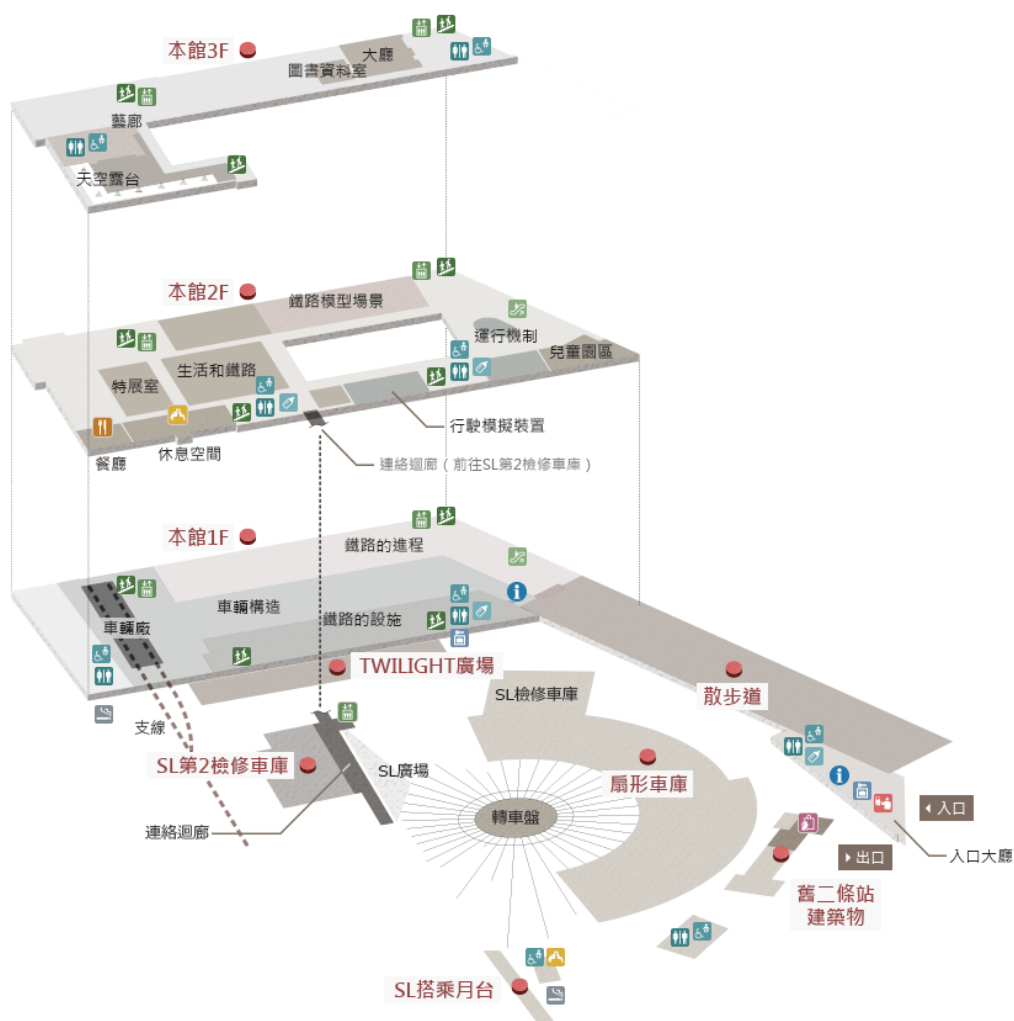 本館3F
大廳
圖書資料室
藝廊
天空露台
本館2F
鐵路模型場景
運行機制
兒童園區
生活和鐵路
特展室
行駛模擬裝置
休息空間
餐廳
連絡迴廊（前往SL第2檢修車庫）
本館1F
鐵路的進程
車輛構造
鐵路的設施
車輛廠
TWILIGHT廣場
SL檢修車庫
散步道
支線
SL第2檢修車庫
SL廣場
扇形車庫
轉車盤
連絡迴廊
入口
出口
入口大廳
舊二條站
建築物
SL搭乘月台